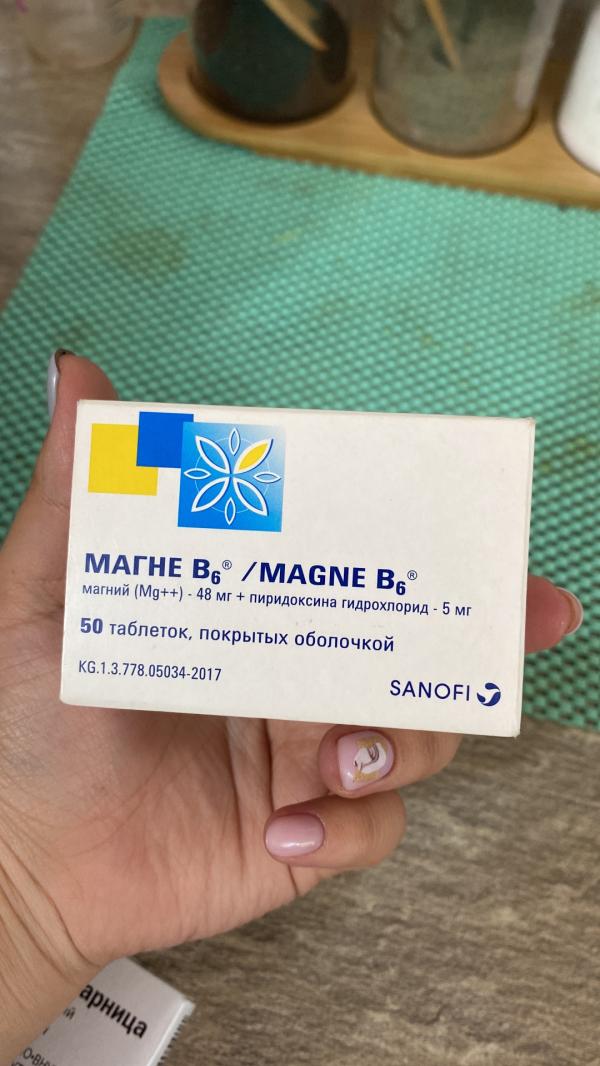 МАГНЕ B6® /MAGNE B6®
магний (Mg++) - 48 мг + пиридоксина гидрохлорид - 5 мг
50 таблеток, покрытых оболочкой
KG.1.3.778.05034-2017
SANOFI